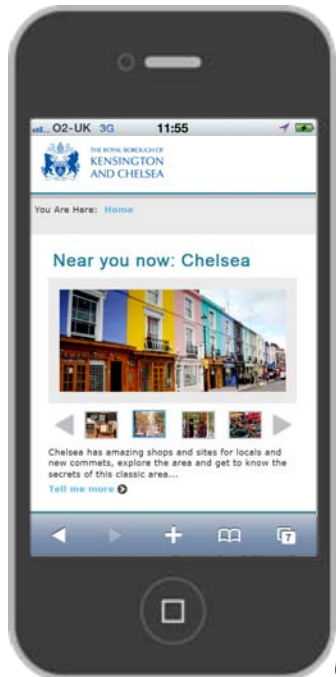 O2-UK 3G 11:55
THE ROYAL BOROUGH OF
KENSINGTON
AND CHELSEA
You Are Here: Home
Near you now: Chelsea
Chelsea has amazing shops and sites for locals and
new commets, explore the area and get to know the
secrets of this classic area...
Tell me more
7